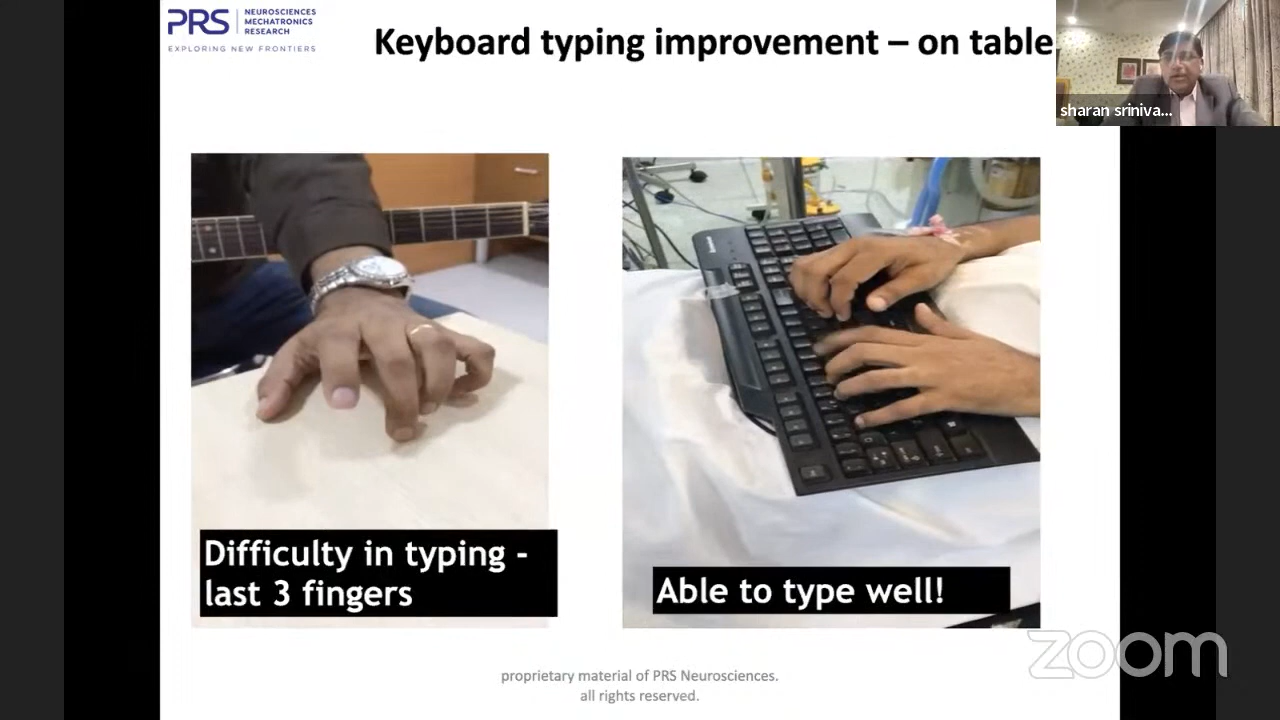 PRS
NEUROSCIENCES
MECHATRONICS
RESEARCH
EXPLORING NEW FRONTIERS
Keyboard typing improvement – on table
sharan sriniva...
Difficulty in typing -
last 3 fingers
Able to type well!
proprietary material of PRS Neurosciences.
all rights reserved.
zoom